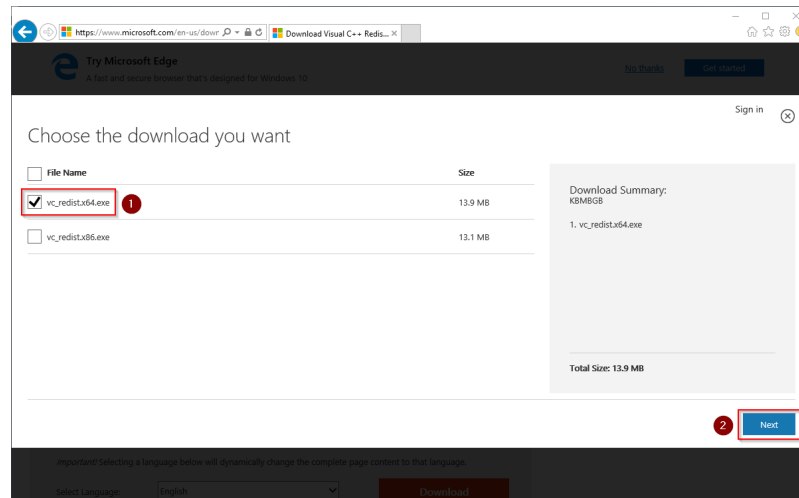 https://www.microsoft.com/en-us/dowr
Download Visual C++ Redis...
Try Microsoft Edge
A fast and secure browser that's designed for Windows 10
No thanks
Get started
Sign in
Choose the download you want
File Name Size
vc_redist.x64.exe 1 13.9 MB
vc_redist.x86.exe 13.1 MB
Download Summary:
KBMBGB
1. vc_redist.x64.exe
Total Size: 13.9 MB
2 Next
Important! Selecting a language below will dynamically change the complete page content to that language.
Select Language: English Download